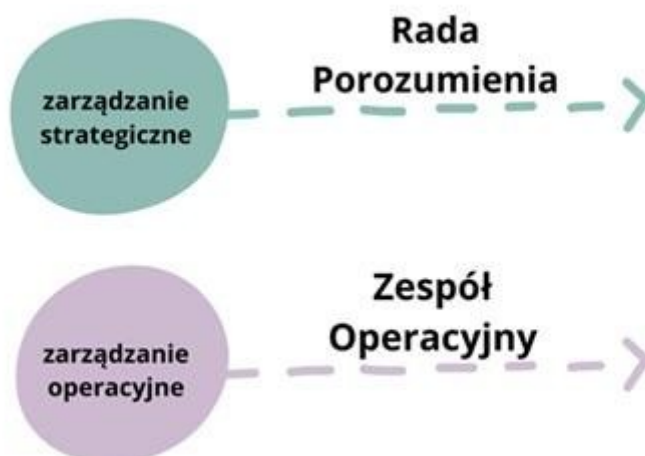 zarządzanie
strategiczne
Rada
Porozumienia
zarządzanie
operacyjne
Zespół
Operacyjny